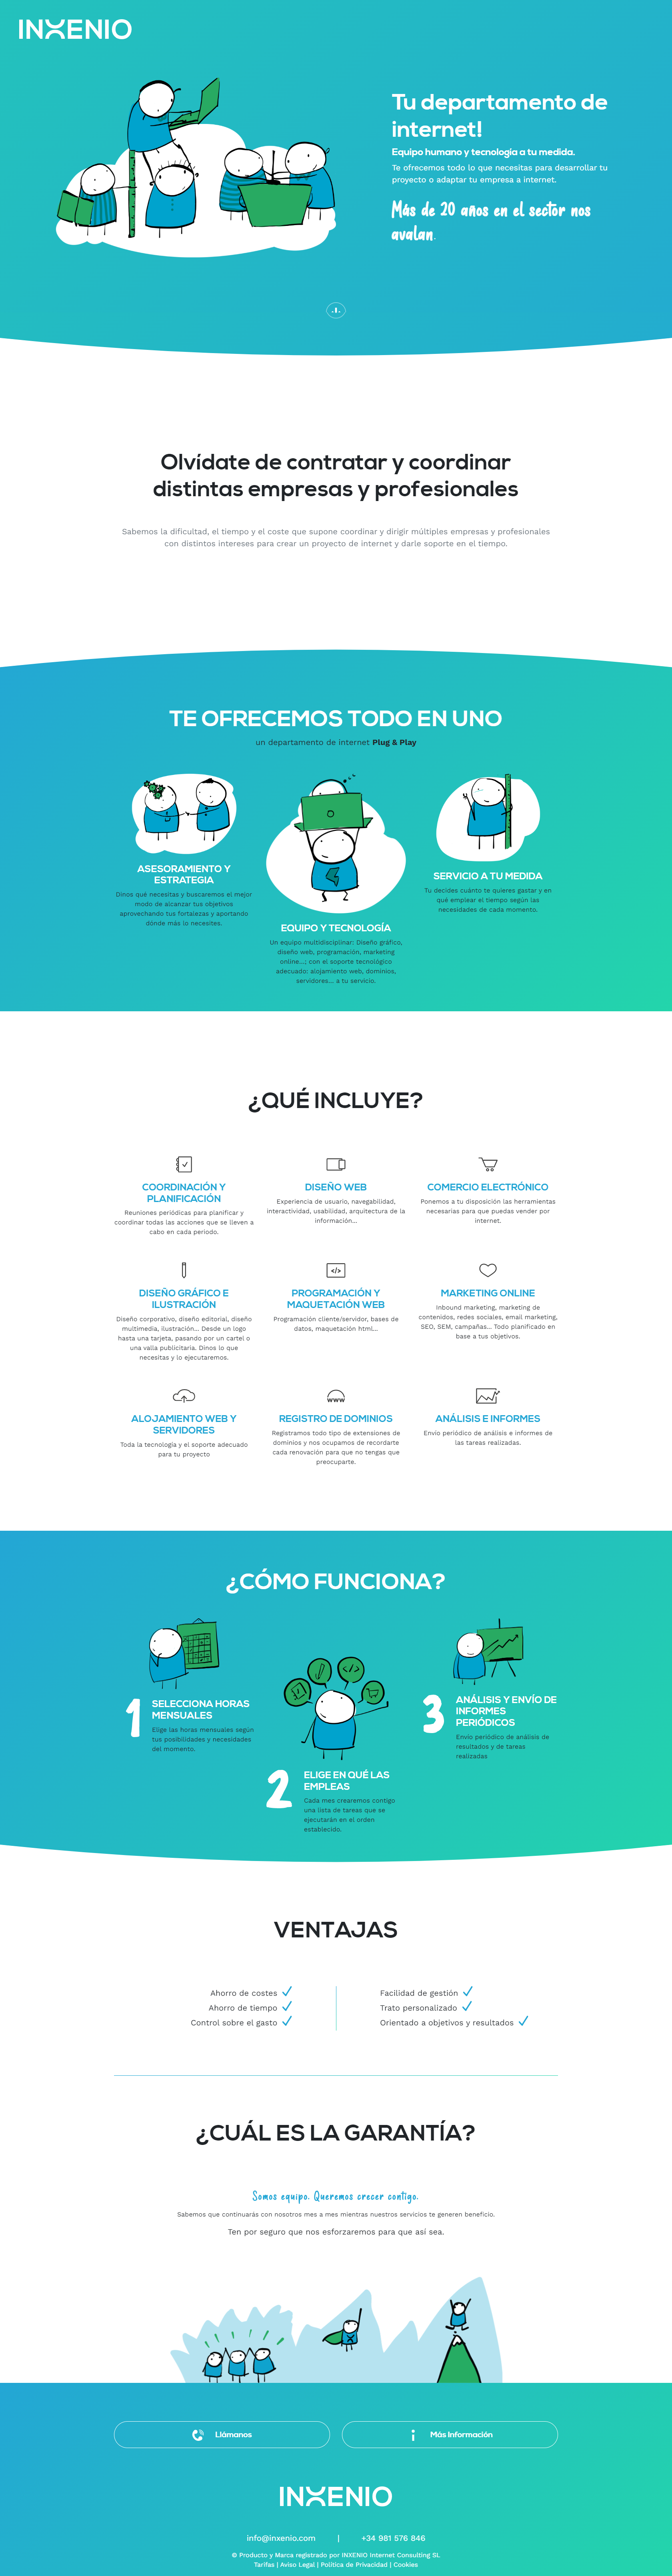 INXENIO
Tu departamento de
internet!
Equipo humano y tecnología a tu medida.
Te ofrecemos todo lo que necesitas para desarrollar tu
proyecto o adaptar tu empresa a internet.
Más de 20 años en el sector nos
avalan.
Olvídate de contratar y coordinar
distintas empresas y profesionales
Sabemos la dificultad, el tiempo y el coste que supone coordinar y dirigir múltiples empresas y profesionales
con distintos intereses para crear un proyecto de internet y darle soporte en el tiempo.
TE OFRECEMOS TODO EN UNO
un departamento de internet Plug & Play
ASESORAMIENTO Y
ESTRATEGIA
Dinos qué necesitas y buscaremos el mejor
modo de alcanzar tus objetivos
aprovechando tus fortalezas y aportando
dónde más lo necesites.
EQUIPO Y TECNOLOGÍA
Un equipo multidisciplinar: Diseño gráfico,
diseño web, programación, marketing
online...; con el soporte tecnológico
adecuado: alojamiento web, dominios,
servidores... a tu servicio.
SERVICIO A TU MEDIDA
Tu decides cuánto te quieres gastar y en
qué emplear el tiempo según las
necesidades de cada momento.
¿QUÉ INCLUYE?
COORDINACIÓN Y
PLANIFICACIÓN
Reuniones periódicas para planificar y
coordinar todas las acciones que se lleven a
cabo en cada periodo.
DISEÑO WEB
Experiencia de usuario, navegabilidad,
interactividad, usabilidad, arquitectura de la
información...
COMERCIO ELECTRÓNICO
Ponemos a tu disposición las herramientas
necesarias para que puedas vender por
internet.
DISEÑO GRÁFICO E
ILUSTRACIÓN
Diseño corporativo, diseño editorial, diseño
multimedia, ilustración... Desde un logo
hasta una tarjeta, pasando por un cartel o
una valla publicitaria. Dinos lo que
necesitas y lo ejecutaremos.
</>
PROGRAMACIÓN Y
MAQUETACIÓN WEB
Programación cliente/servidor, bases de
datos, maquetación html...
MARKETING ONLINE
Inbound marketing, marketing de
contenidos, redes sociales, email marketing,
SEO, SEM, campañas... Todo planificado en
base a tus objetivos.
ALOJAMIENTO WEB Y
SERVIDORES
Toda la tecnología y el soporte adecuado
para tu proyecto
WWW
REGISTRO DE DOMINIOS
Registramos todo tipo de extensiones de
dominios y nos ocupamos de recordarte
cada renovación para que no tengas que
preocuparte.
ANÁLISIS E INFORMES
Envío periódico de análisis e informes de
las tareas realizadas.
¿CÓMO FUNCIONA?
1
SELECCIONA HORAS
MENSUALES
Elige las horas mensuales según
tus posibilidades y necesidades
del momento.
</>
2
ELIGE EN QUÉ LAS
EMPLEAS
Cada mes crearemos contigo
una lista de tareas que se
ejecutarán en el orden
establecido.
3
ANÁLISIS Y ENVÍO DE
INFORMES
PERIÓDICOS
Envío periódico de análisis de
resultados y de tareas
realizadas
VENTAJAS
Ahorro de costes
Ahorro de tiempo
Control sobre el gasto
Facilidad de gestión
Trato personalizado
Orientado a objetivos y resultados
¿CUÁL ES LA GARANTÍA?
Somos equipo. Queremos crecer contigo.
Sabemos que continuarás con nosotros mes a mes mientras nuestros servicios te generen beneficio.
Ten por seguro que nos esforzaremos para que así sea.
Llámanos
Más Información
INXENIO
info@inxenio.com | +34 981 576 846
© Producto y Marca registrado por INXENIO Internet Consulting SL
Tarifas | Aviso Legal | Política de Privacidad | Cookies